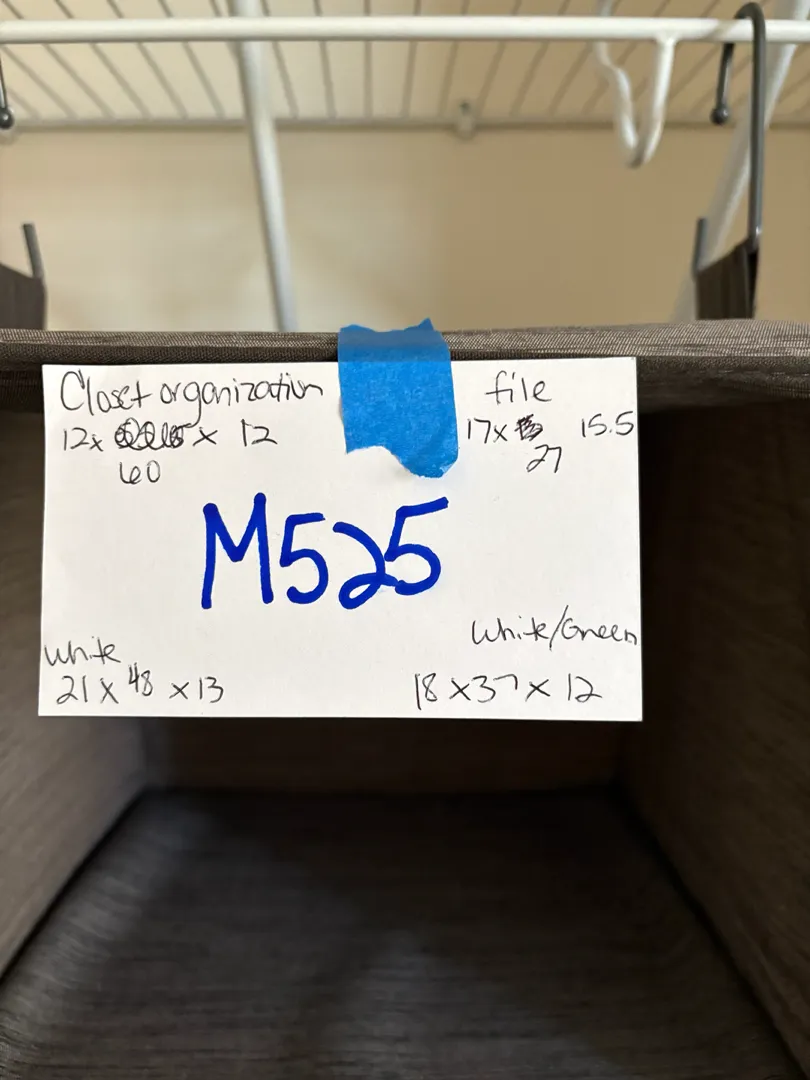 Closet organization
12x x 12
60
file
17x 15.5
27
M525
White
21 x 48 x 13
White/Green
18 x 37 x 12